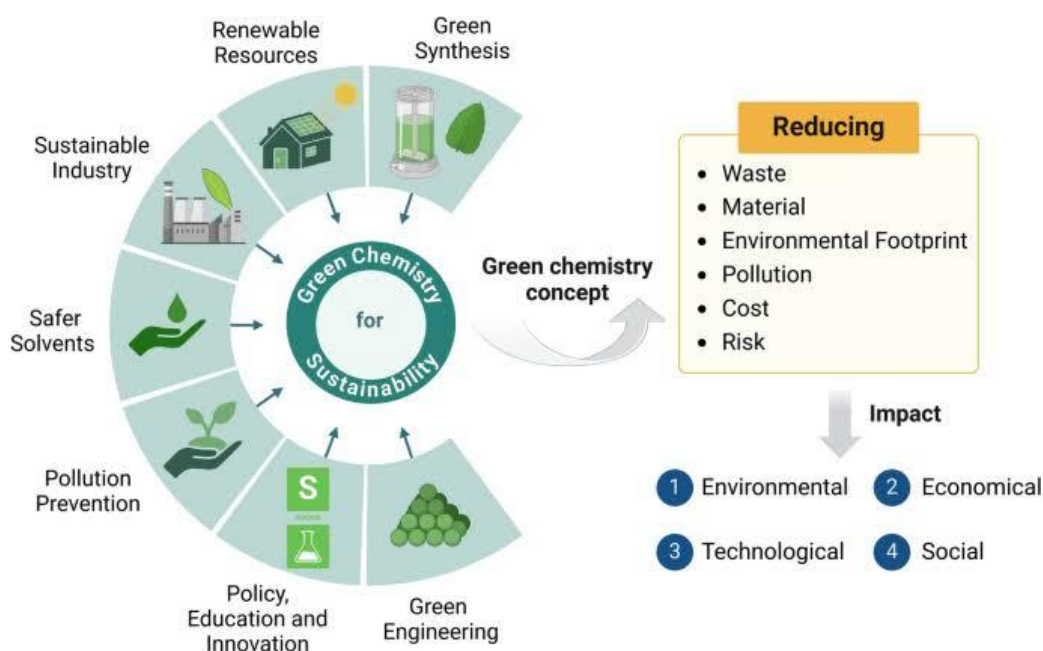 Renewable
Resources
Green
Synthesis
Sustainable
Industry
Safer
Solvents
Pollution
Prevention
S
Policy,
Education and
Innovation
Green
Engineering
Green Chemistry
for
Sustainability
Green chemistry
concept
Reducing
• Waste
• Material
• Environmental Footprint
• Pollution
• Cost
• Risk
Impact
1 Environmental
2 Economical
3 Technological
4 Social